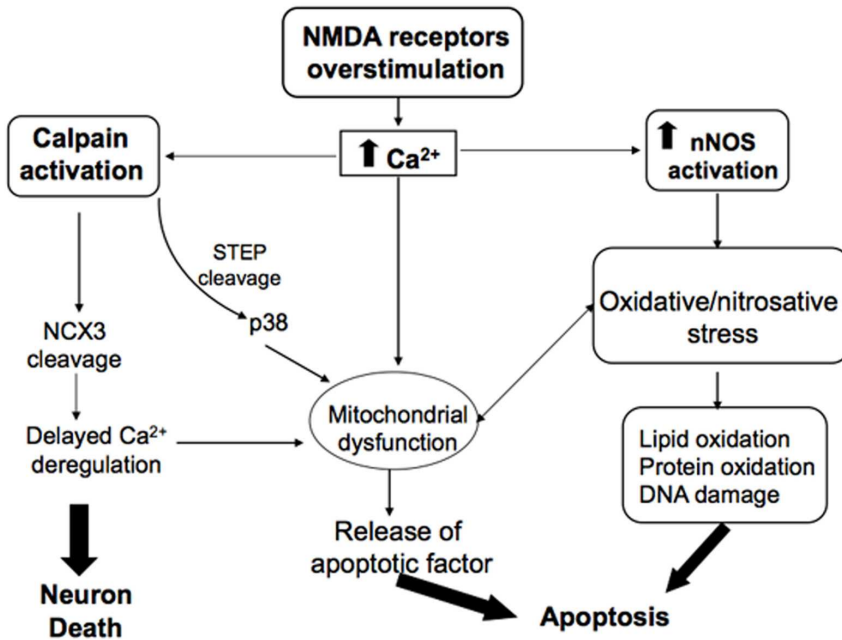 NMDA receptors
overstimulation
Calpain
activation
Ca²⁺
nNOS
activation
STEP
cleavage
p38
NCX3
cleavage
Oxidative/nitrosative
stress
Mitochondrial
dysfunction
Delayed Ca²⁺
deregulation
Lipid oxidation
Protein oxidation
DNA damage
Release of
apoptotic factor
Neuron
Death
Apoptosis